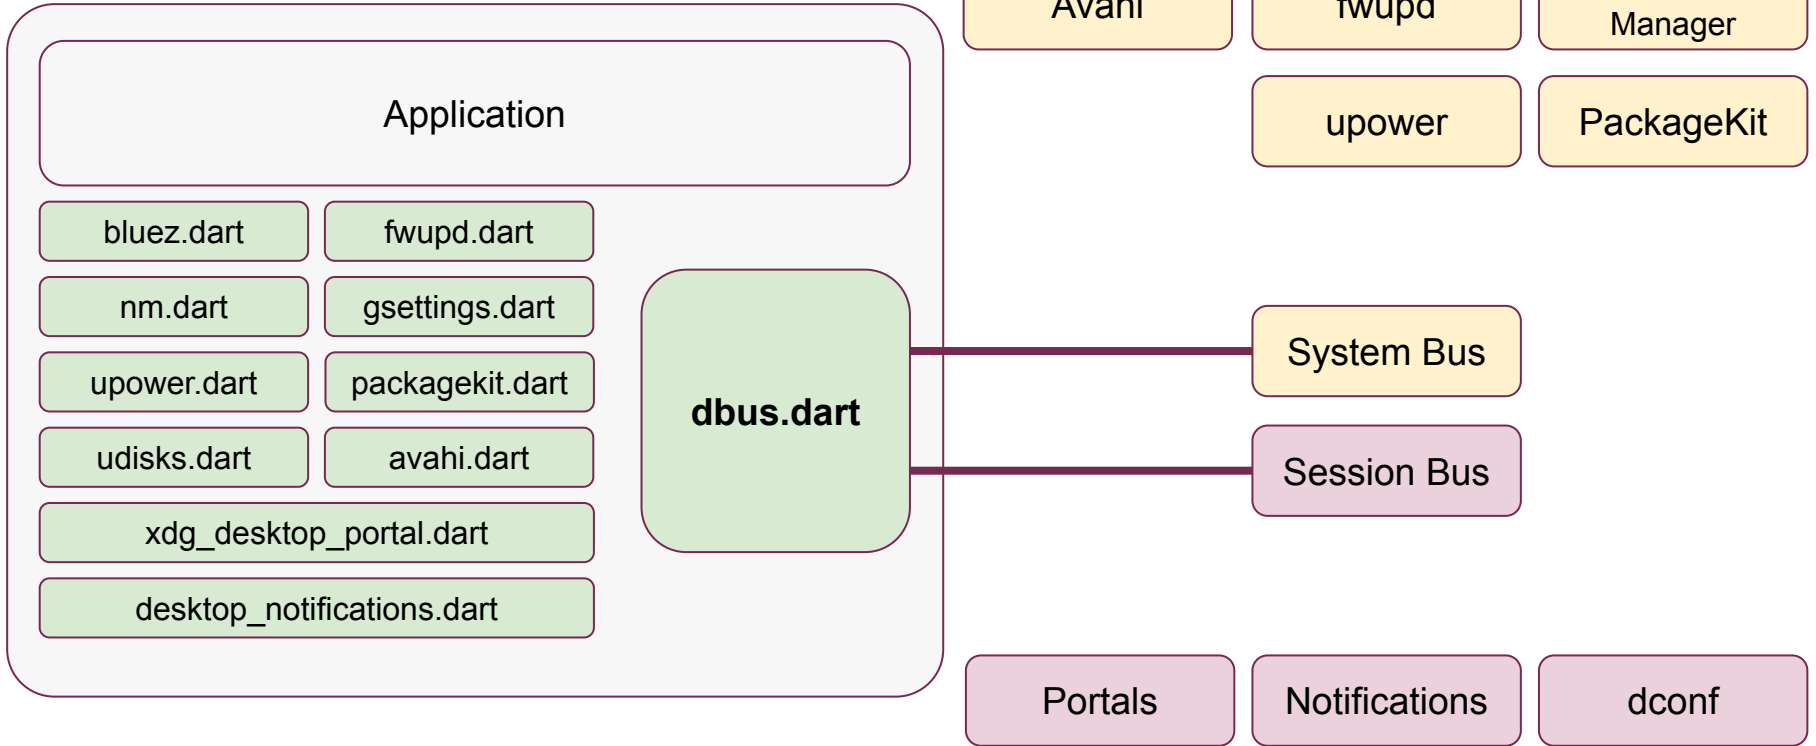 Avahi
fwupd
Manager
Application
upower
PackageKit
bluez.dart
fwupd.dart
nm.dart
gsettings.dart
upower.dart
packagekit.dart
udisks.dart
avahi.dart
xdg_desktop_portal.dart
desktop_notifications.dart
dbus.dart
System Bus
Session Bus
Portals
Notifications
dconf